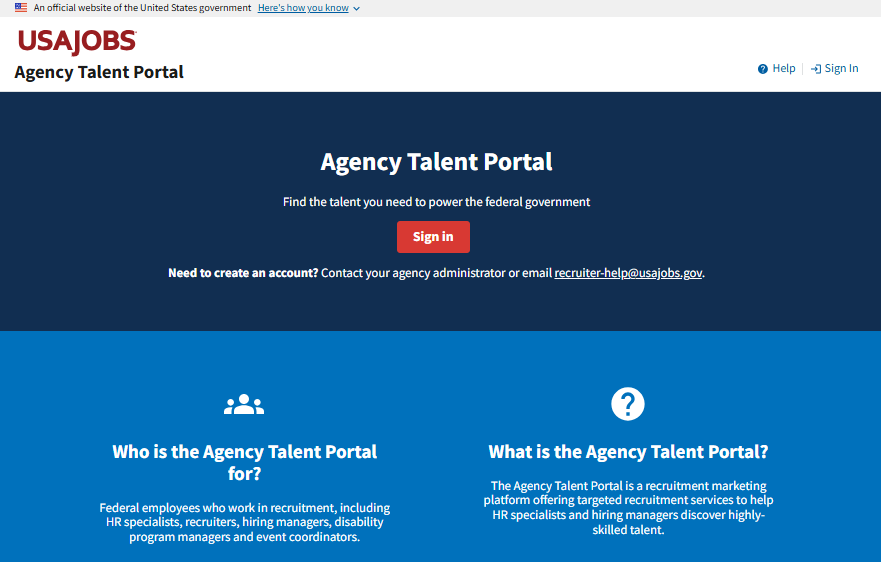 An official website of the United States government Here's how you know
USAJOBS
Agency Talent Portal
Help
Sign In
Agency Talent Portal
Find the talent you need to power the federal government
Sign in
Need to create an account? Contact your agency administrator or email recruiter-help@usajobs.gov.
Who is the Agency Talent Portal
for?
Federal employees who work in recruitment, including
HR specialists, recruiters, hiring managers, disability
program managers and event coordinators.
What is the Agency Talent Portal?
The Agency Talent Portal is a recruitment marketing
platform offering targeted recruitment services to help
HR specialists and hiring managers discover highly-
skilled talent.